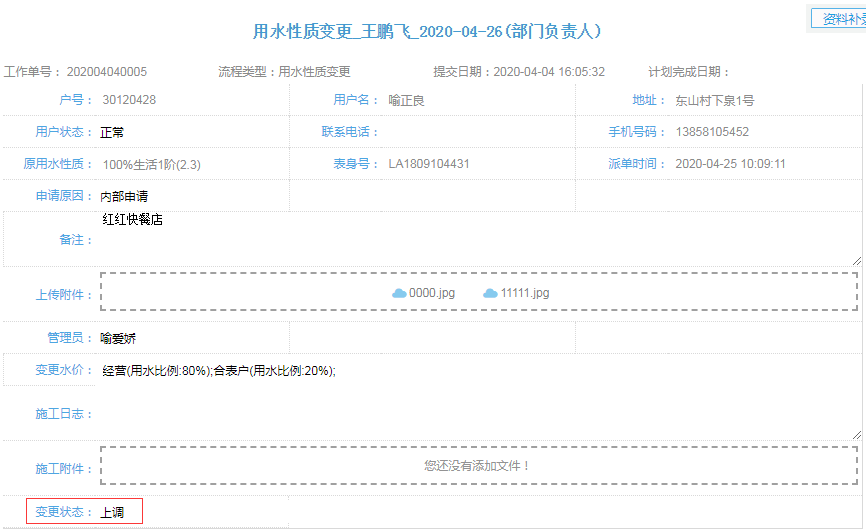 资料补录
用水性质变更_王鹏飞_2020-04-26(部门负责人)
工作单号： 202004040005 流程类型：用水性质变更 提交日期：2020-04-04 16:05:32 计划完成日期：
户号： 30120428 用户名： 喻正良 地址： 东山村下泉1号
用户状态： 正常 联系电话： 手机号码： 13858105452
原用水性质： 100%生活1阶(2.3) 表身号： LA1809104431 派单时间： 2020-04-25 10:09:11
申请原因： 内部申请
红红快餐店
备注：
上传附件： 0000.jpg 11111.jpg
管理员： 喻爱娇
变更水价： 经营(用水比例:80%);合表户(用水比例:20%);
施工日志：
施工附件： 您还没有添加文件！
变更状态： 上调